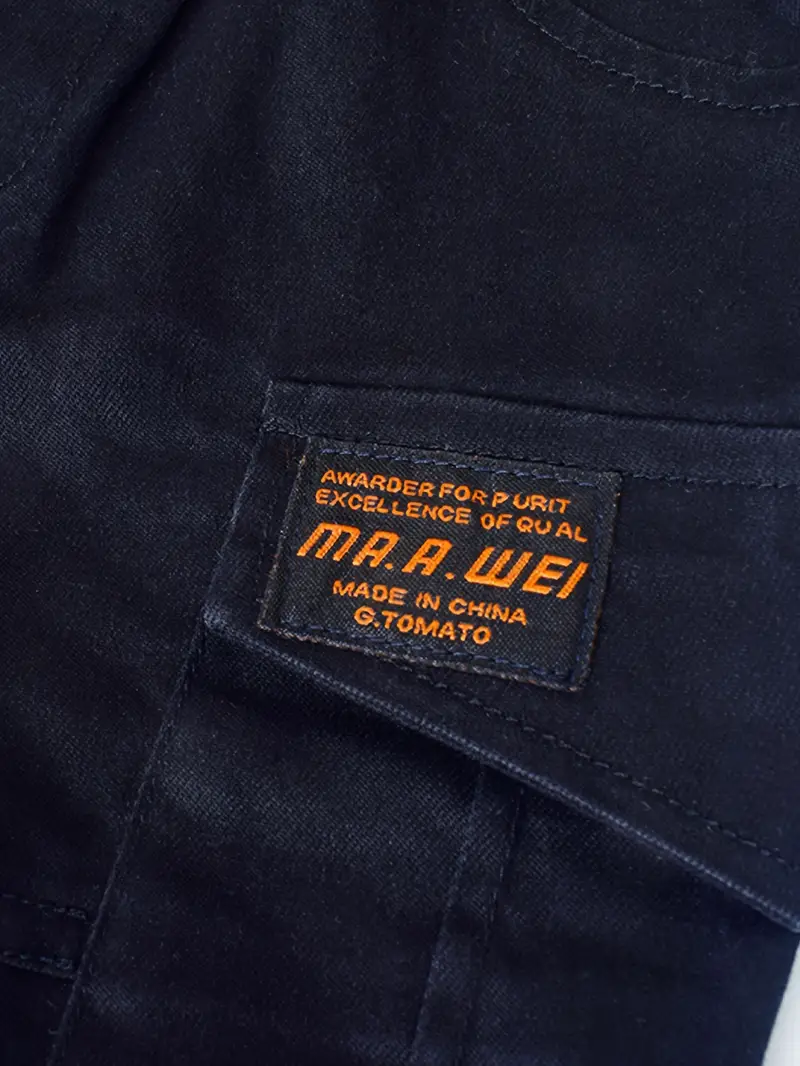 AWARDER FOR PURIT
EXCELLENCE OF QUAL
MA.A.WEI
MADE IN CHINA
G.TOMATO